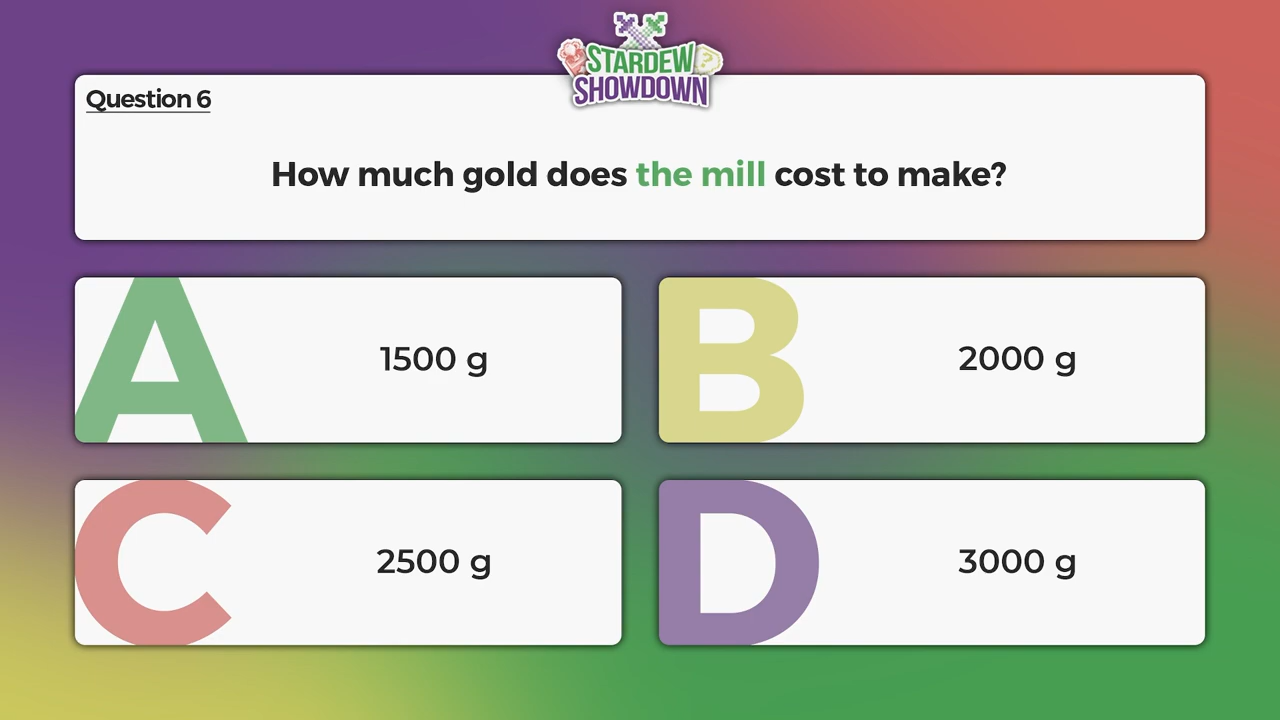 STARDEW
SHOWDOWN
Question 6
How much gold does the mill cost to make?
A
1500 g
B
2000 g
C
2500 g
D
3000 g